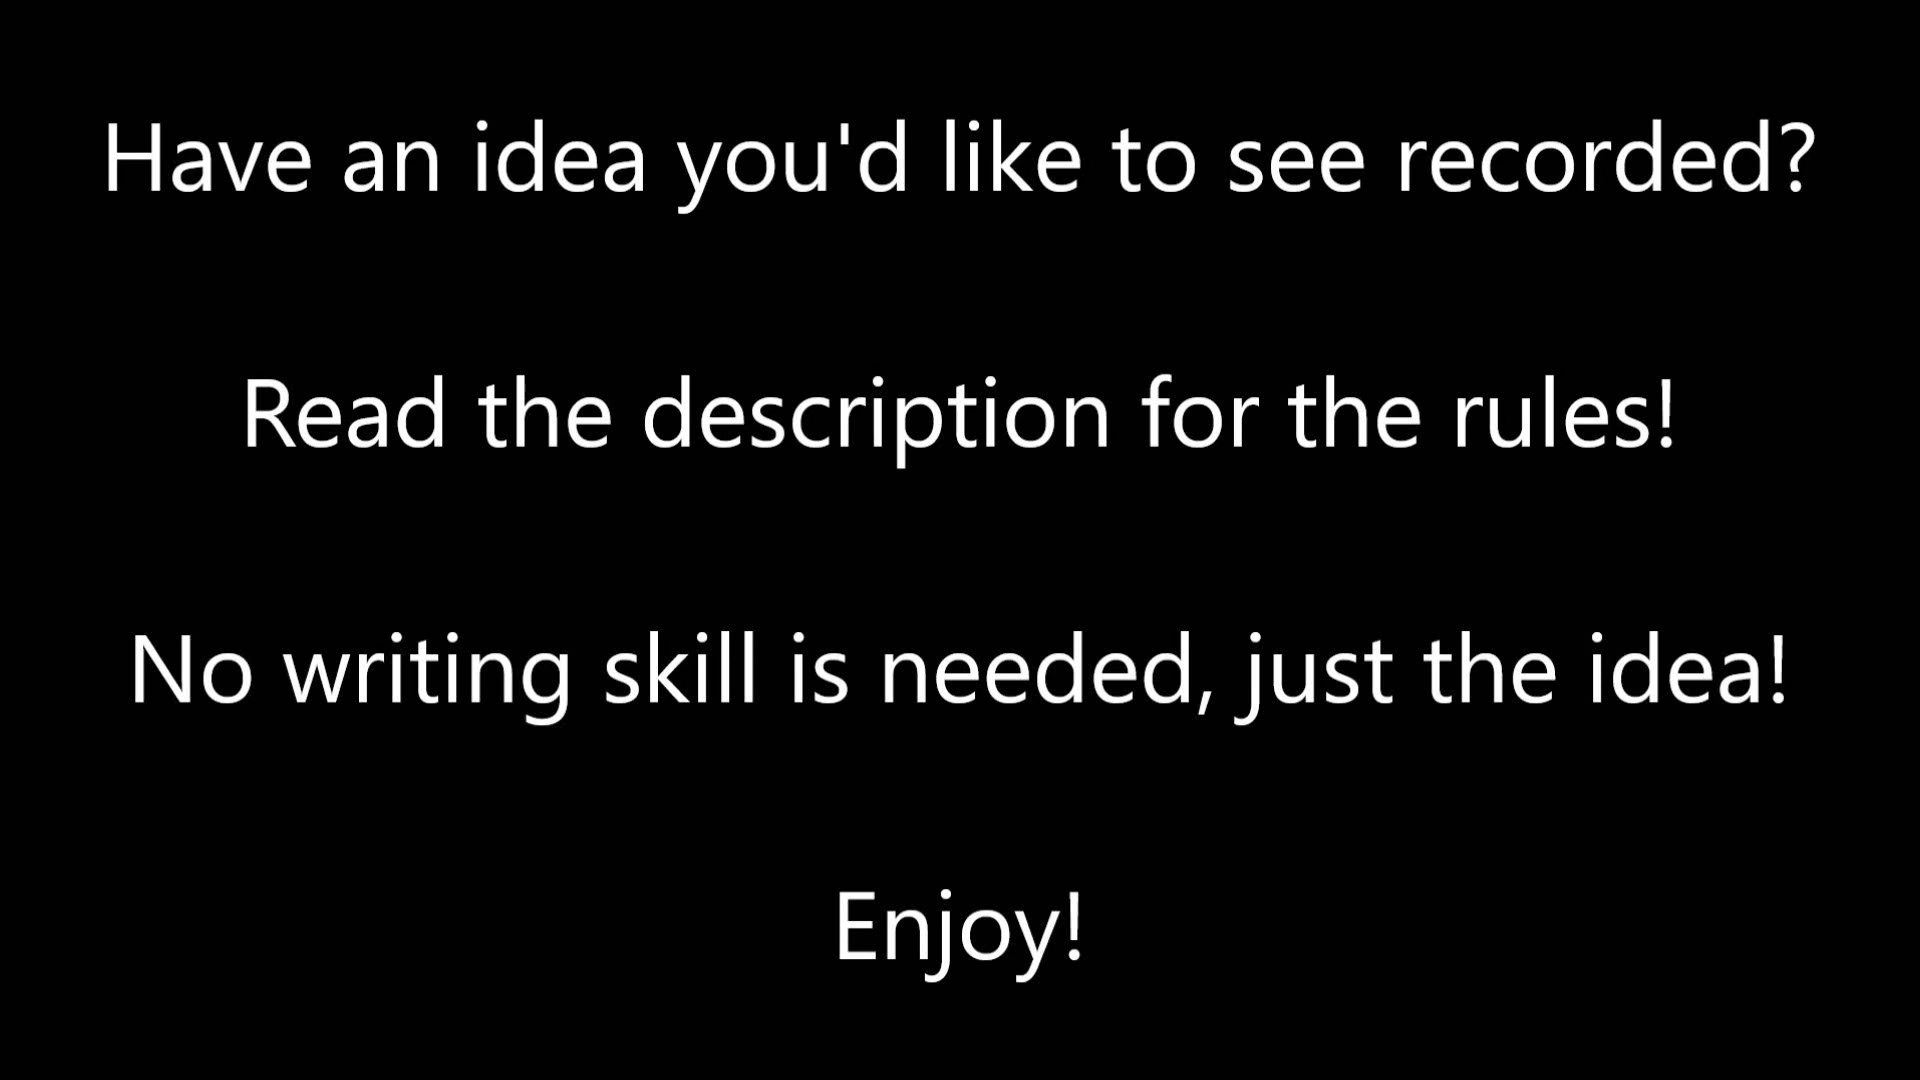 Have an idea you'd like to see recorded?
Read the description for the rules!
No writing skill is needed, just the idea!
Enjoy!